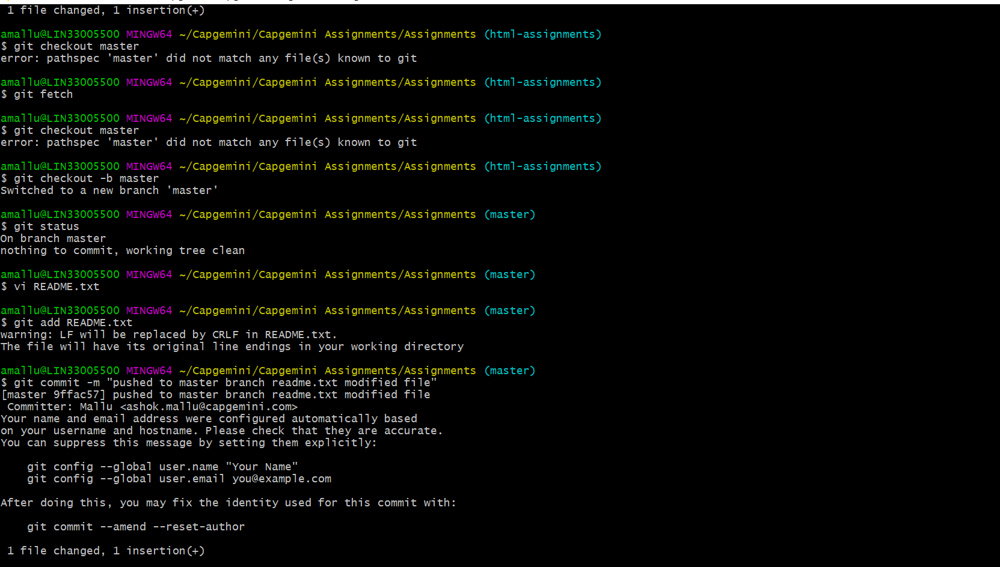 1 file changed, 1 insertion(+)
amallu@LIN33005500 MINGW64 ~/Capgemini/Capgemini Assignments/Assignments (html-assignments)
$ git checkout master
error: pathspec 'master' did not match any file(s) known to git
amallu@LIN33005500 MINGW64 ~/Capgemini/Capgemini Assignments/Assignments (html-assignments)
$ git fetch
amallu@LIN33005500 MINGW64 ~/Capgemini/Capgemini Assignments/Assignments (html-assignments)
$ git checkout master
error: pathspec 'master' did not match any file(s) known to git
amallu@LIN33005500 MINGW64 ~/Capgemini/Capgemini Assignments/Assignments (html-assignments)
$ git checkout -b master
Switched to a new branch 'master'
amallu@LIN33005500 MINGW64 ~/Capgemini/Capgemini Assignments/Assignments (master)
$ git status
On branch master
nothing to commit, working tree clean
amallu@LIN33005500 MINGW64 ~/Capgemini/Capgemini Assignments/Assignments (master)
$ vi README.txt
amallu@LIN33005500 MINGW64 ~/Capgemini/Capgemini Assignments/Assignments (master)
$ git add README.txt
warning: LF will be replaced by CRLF in README.txt.
The file will have its original line endings in your working directory
amallu@LIN33005500 MINGW64 ~/Capgemini/Capgemini Assignments/Assignments (master)
$ git commit -m "pushed to master branch readme.txt modified file"
[master 9ffac57] pushed to master branch readme.txt modified file
Committer: Mallu <ashok.mallu@capgemini.com>
Your name and email address were configured automatically based
on your username and hostname. Please check that they are accurate.
You can suppress this message by setting them explicitly:
git config --global user.name "Your Name"
git config --global user.email you@example.com
After doing this, you may fix the identity used for this commit with:
git commit --amend --reset-author
1 file changed, 1 insertion(+)